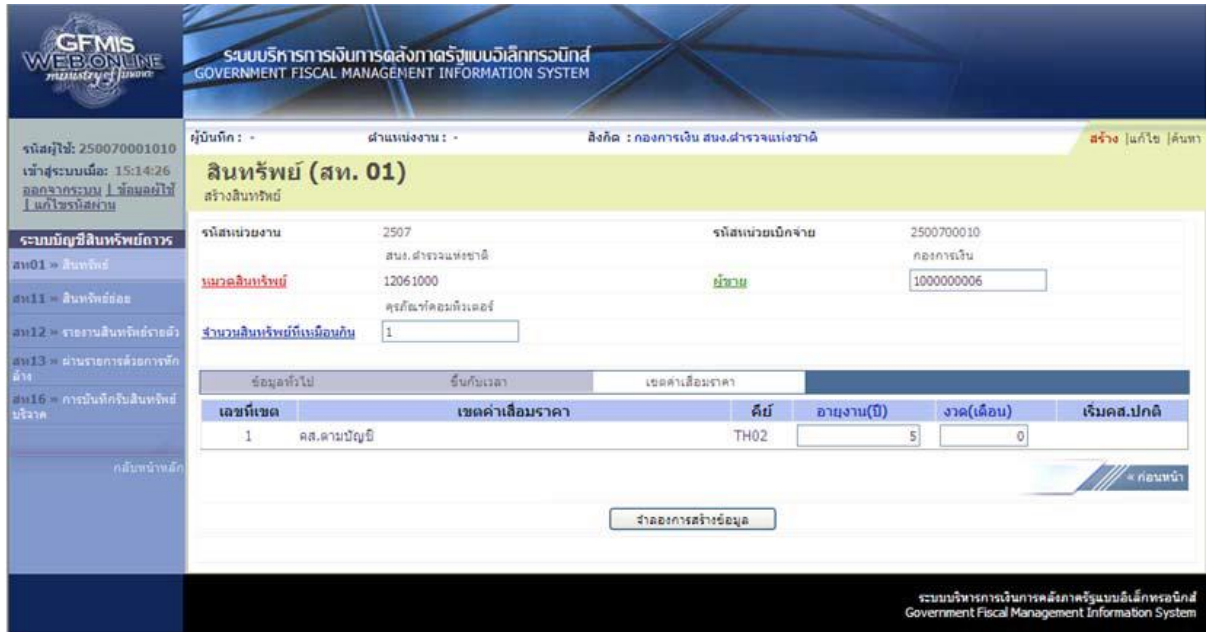 GFMIS
WEB ONLINE
ministry of finance
ระบบบริหารการเงินการคลังภาครัฐแบบอิเล็กทรอนิกส์
GOVERNMENT FISCAL MANAGEMENT INFORMATION SYSTEM
รหัสผู้ใช้: 250070001010
เข้าสู่ระบบเมื่อ: 15:14:26
ออกจากระบบ | ข้อมูลผู้ใช้
| แก้ไขรหัสผ่าน
ผู้บันทึก : - ตำแหน่งงาน : - สังกัด : กองการเงิน สนง.ตำรวจแห่งชาติ สร้าง |แก้ไข |ค้นหา
สินทรัพย์ (สท. 01)
สร้างสินทรัพย์
ระบบบัญชีสินทรัพย์ถาวร
สท01 » สินทรัพย์
สท11 » สินทรัพย์ย่อย
สท12 » รายงานสินทรัพย์รายตัว
สท13 » ผ่านรายการด้วยการหัก
ล้าง
สท16 » การบันทึกรับสินทรัพย์
บริจาค
กลับหน้าหลัก
รหัสหน่วยงาน 2507 รหัสหน่วยเบิกจ่าย 2500700010
สนง.ตำรวจแห่งชาติ กองการเงิน
หมวดสินทรัพย์ 12061000 ผู้ขาย 1000000006
ครุภัณฑ์คอมพิวเตอร์
จำนวนสินทรัพย์ที่เหมือนกัน 1
ข้อมูลทั่วไป ขึ้นกับเวลา เขตค่าเสื่อมราคา
เลขที่เขต เขตค่าเสื่อมราคา คีย์ อายุงาน(ปี) งวด(เดือน) เริ่มคส.ปกติ
1 คส.ตามบัญชี TH02 5 0
« ก่อนหน้า
จำลองการสร้างข้อมูล
ระบบบริหารการเงินการคลังภาครัฐแบบอิเล็กทรอนิกส์
Government Fiscal Management Information System